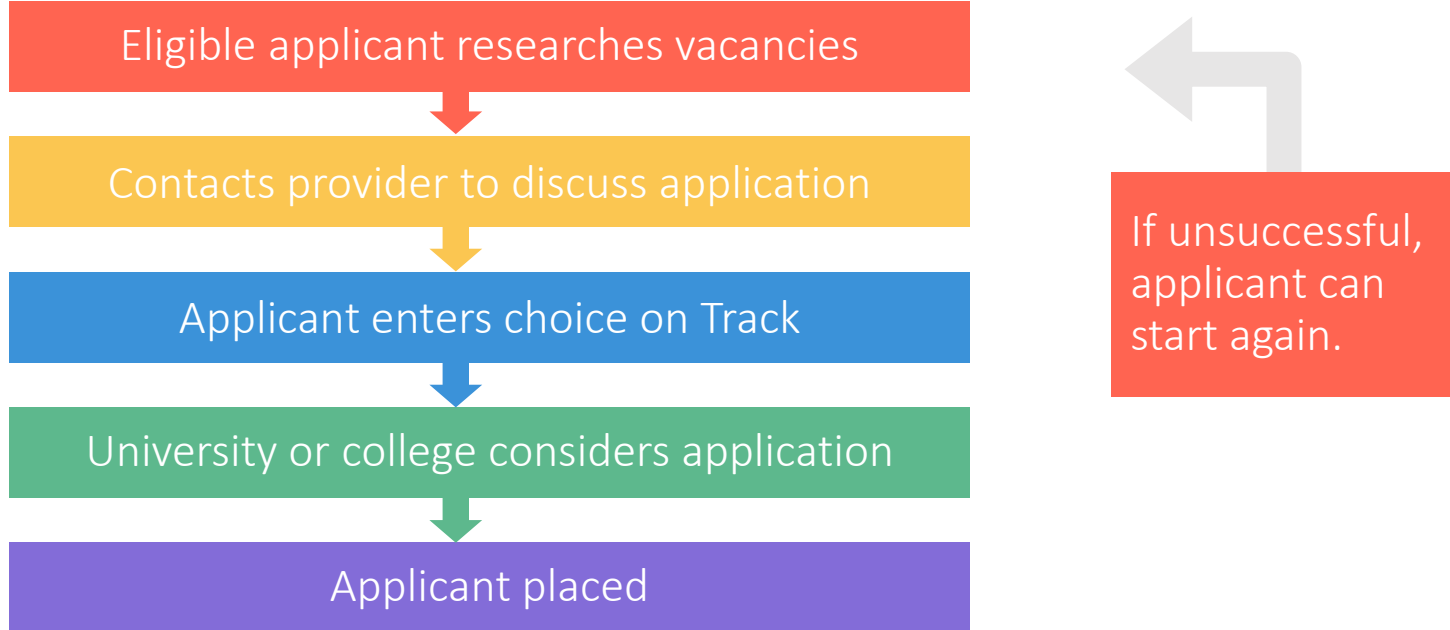 Eligible applicant researches vacancies
Contacts provider to discuss application
Applicant enters choice on Track
University or college considers application
Applicant placed
If unsuccessful,
applicant can
start again.